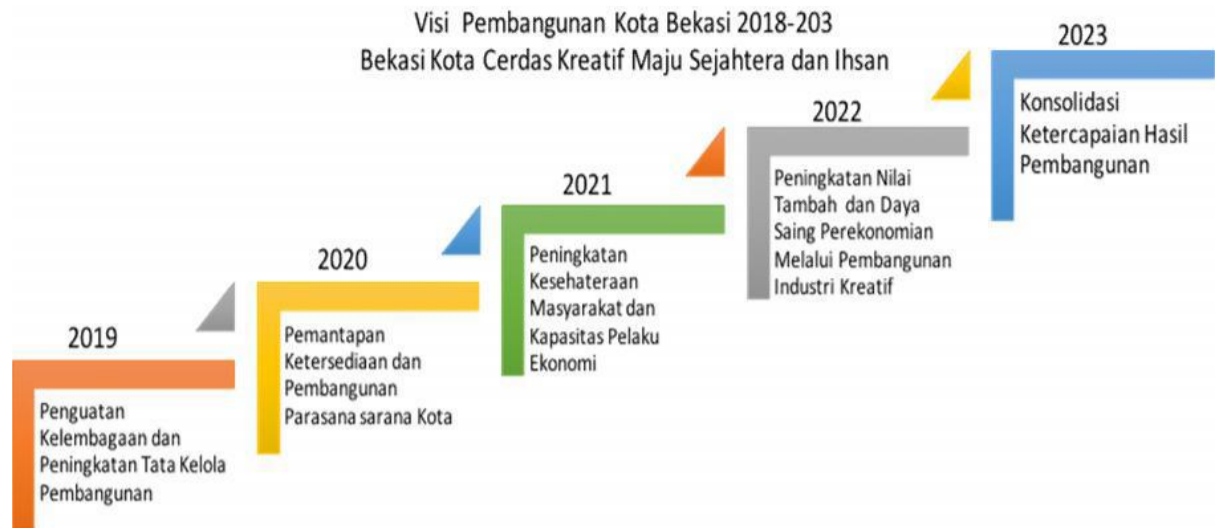 Visi Pembangunan Kota Bekasi 2018-203
Bekasi Kota Cerdas Kreatif Maju Sejahtera dan Ihsan
2019
Penguatan
Kelembagaan dan
Peningkatan Tata Kelola
Pembangunan
2020
Pemantapan
Ketersediaan dan
Pembangunan
Parasana sarana Kota
2021
Peningkatan
Kesehateraan
Masyarakat dan
Kapasitas Pelaku
Ekonomi
2022
Peningkatan Nilai
Tambah dan Daya
Saing Perekonomian
Melalui Pembangunan
Industri Kreatif
2023
Konsolidasi
Ketercapaian Hasil
Pembangunan